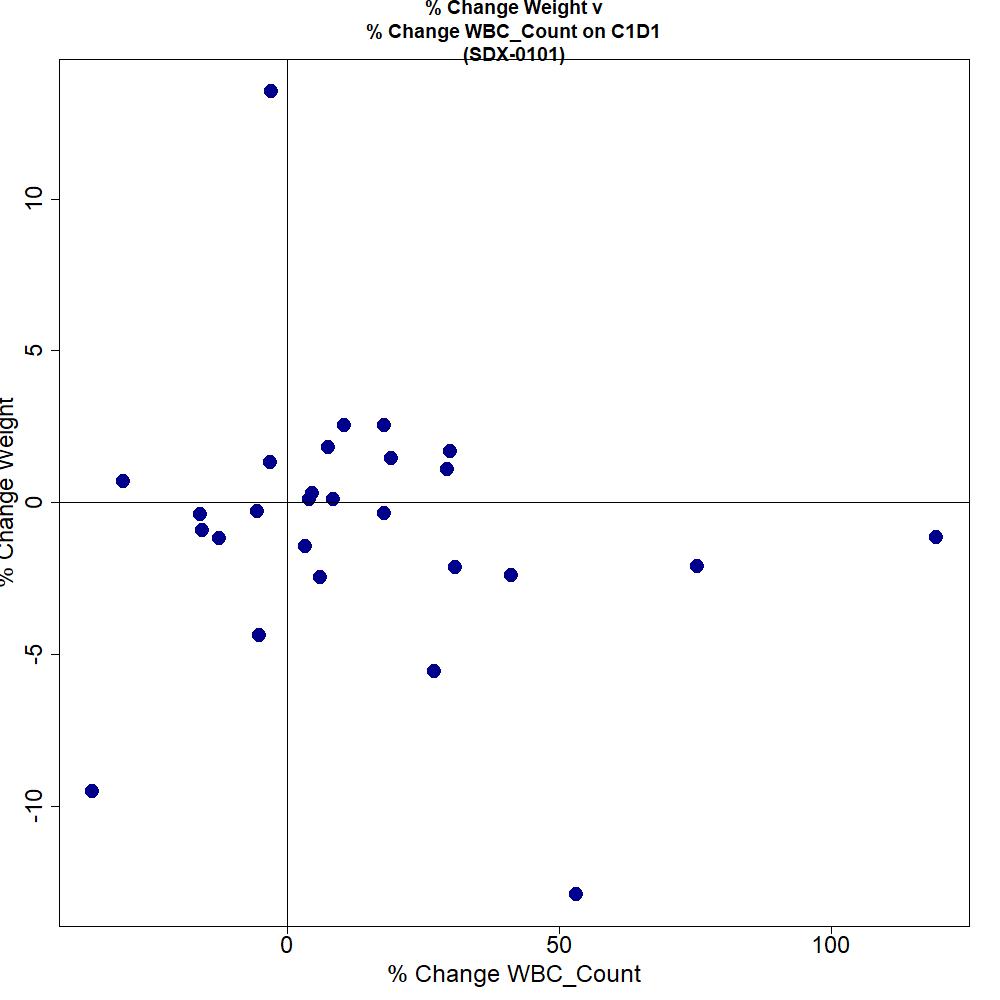 % Change Weight v
% Change WBC_Count on C1D1
(SDX-0101)
10
5
0
-5
-10
% Change Weight
0
50
100
% Change WBC_Count